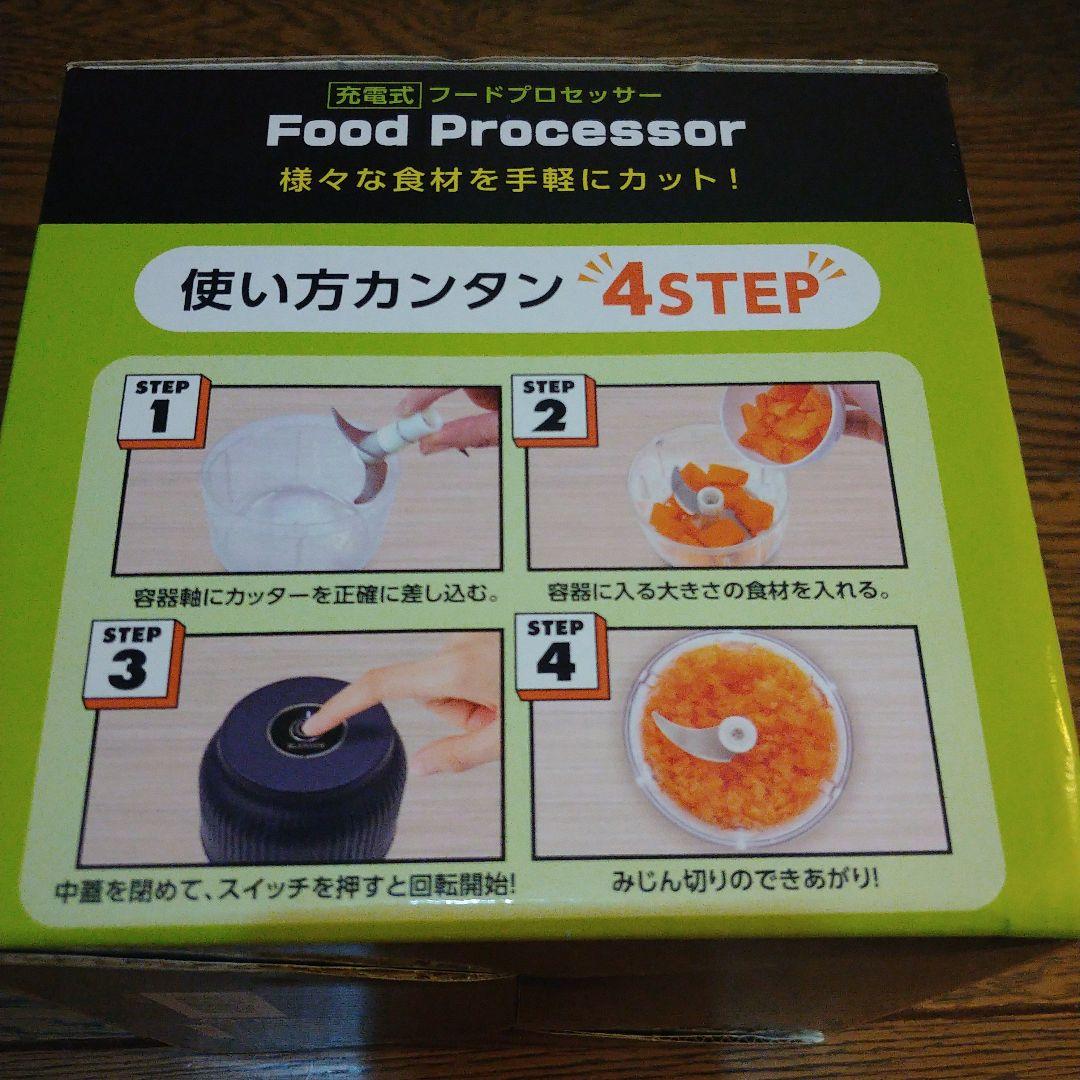 充電式 フードプロセッサー
Food Processor
様々な食材を手軽にカット!
使い方カンタン 4STEP
STEP
1
容器軸にカッターを正確に差し込む。
STEP
2
容器に入る大きさの食材を入れる。
STEP
3
中蓋を閉めて、スイッチを押すと回転開始!
STEP
4
みじん切りのできあがり!